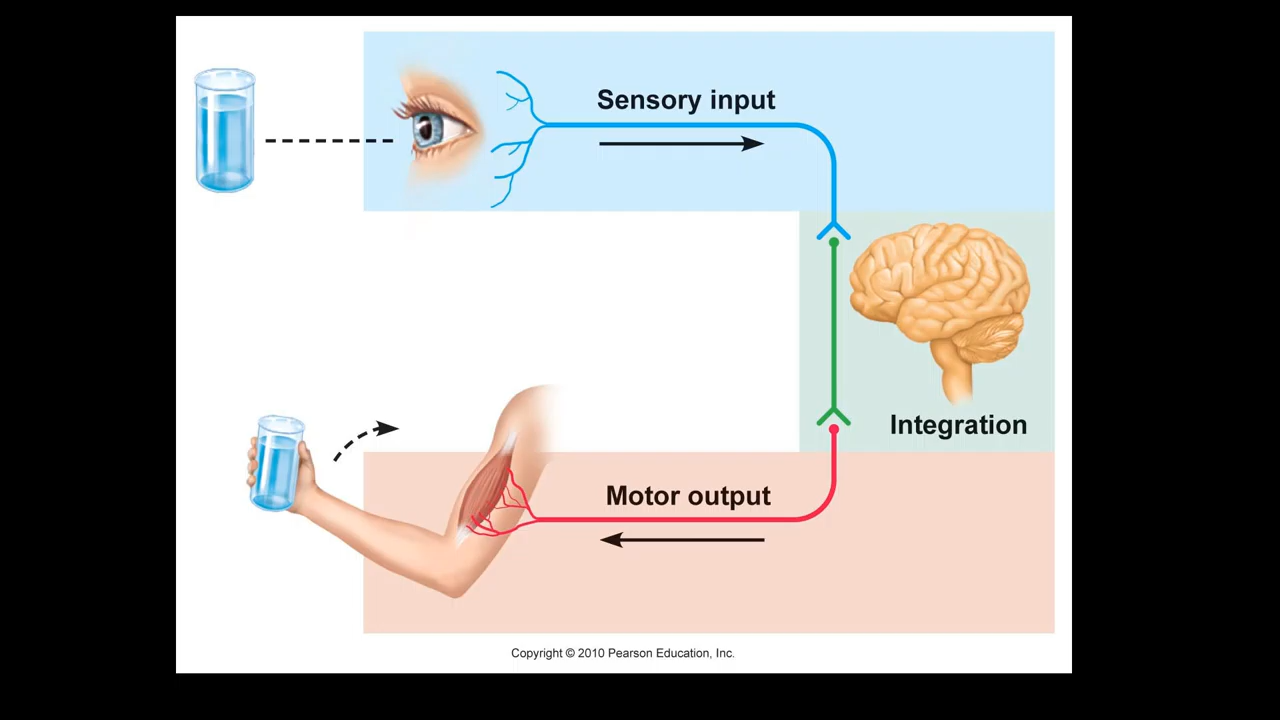 Sensory input
Integration
Motor output
Copyright © 2010 Pearson Education, Inc.